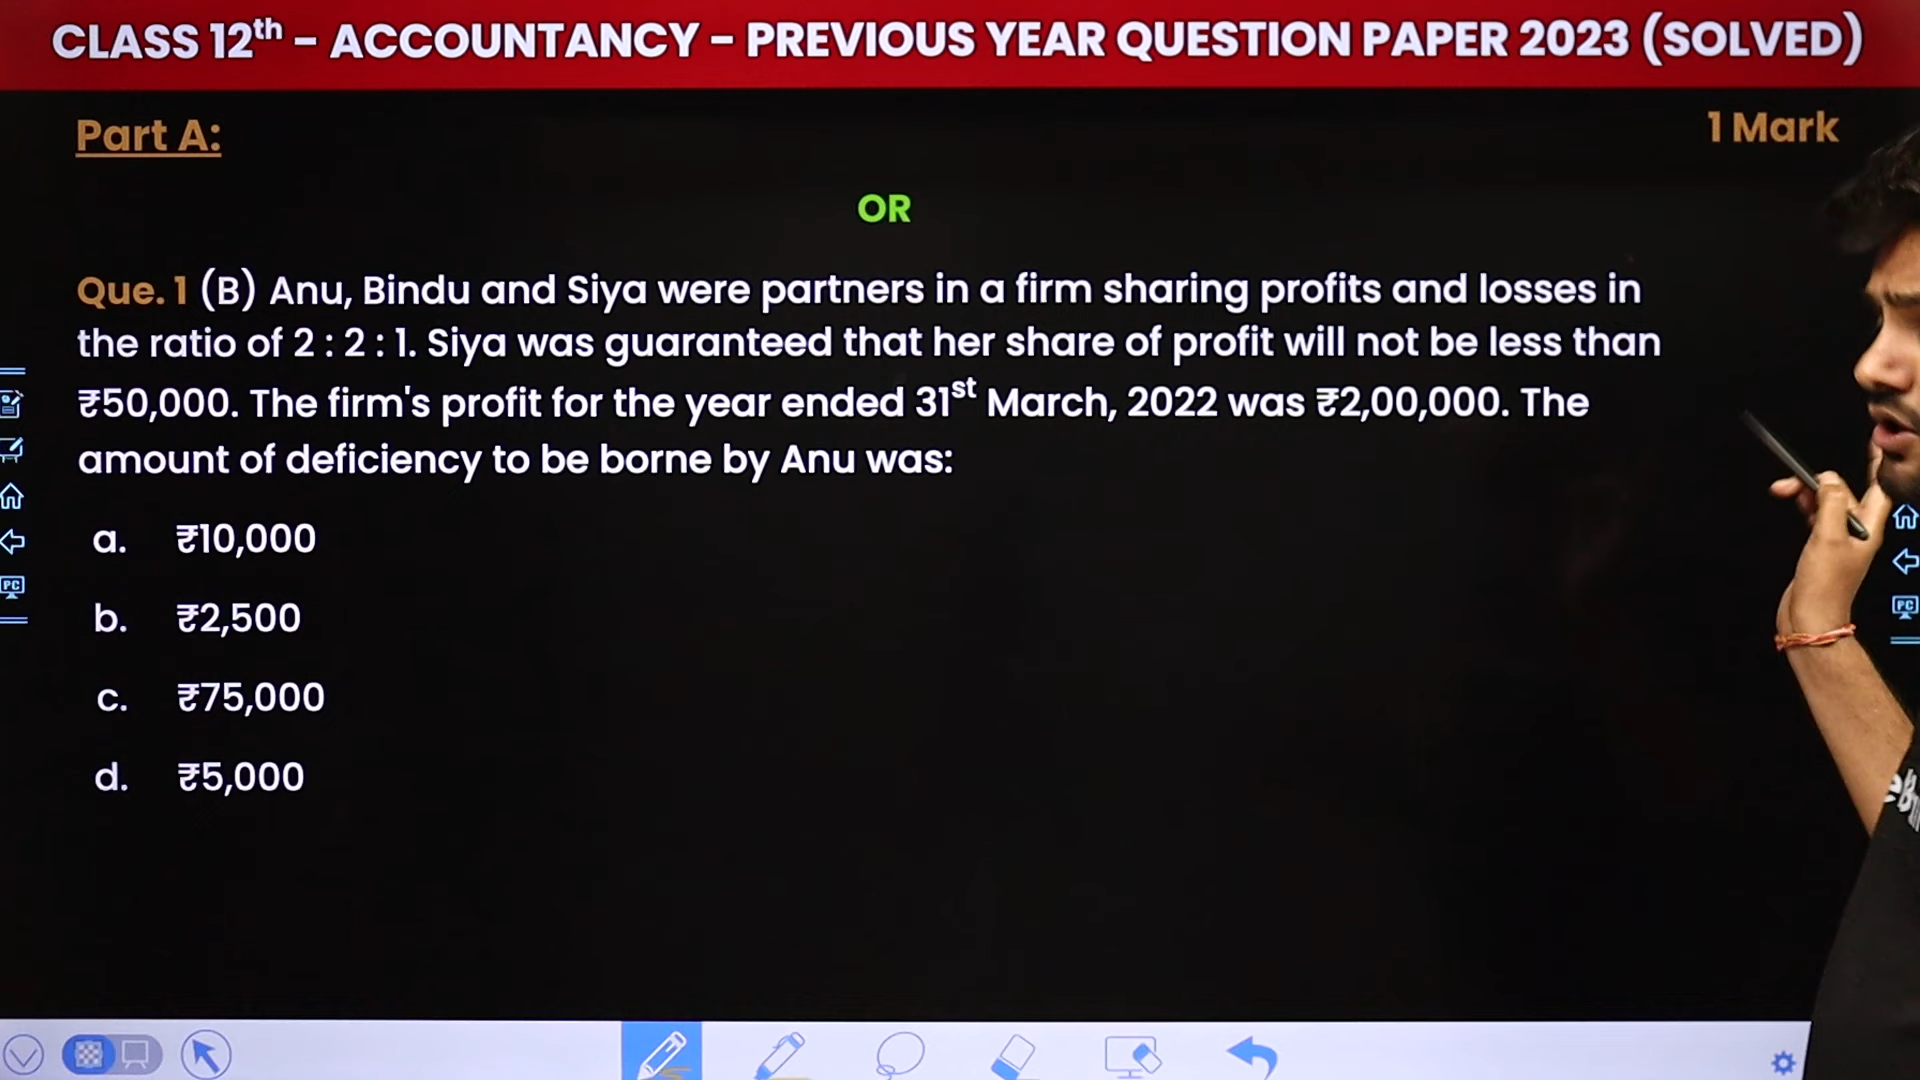 CLASS 12th - ACCOUNTANCY - PREVIOUS YEAR QUESTION PAPER 2023 (SOLVED)
Part A:
1 Mark
OR
Que. 1 (B) Anu, Bindu and Siya were partners in a firm sharing profits and losses in
the ratio of 2 : 2 : 1. Siya was guaranteed that her share of profit will not be less than
₹50,000. The firm's profit for the year ended 31st March, 2022 was ₹2,00,000. The
amount of deficiency to be borne by Anu was:
a. ₹10,000
b. ₹2,500
c. ₹75,000
d. ₹5,000
PC
PC